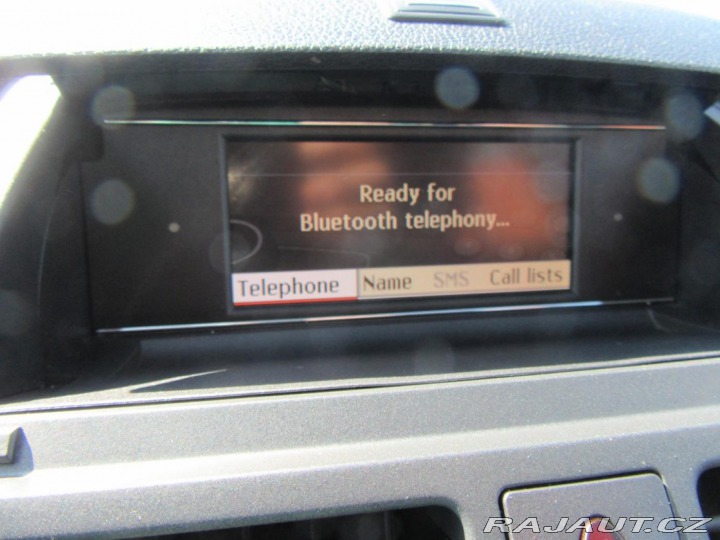 Ready for
Bluetooth telephony...
Telephone Name SMS Call lists
RAJAUT.CZ